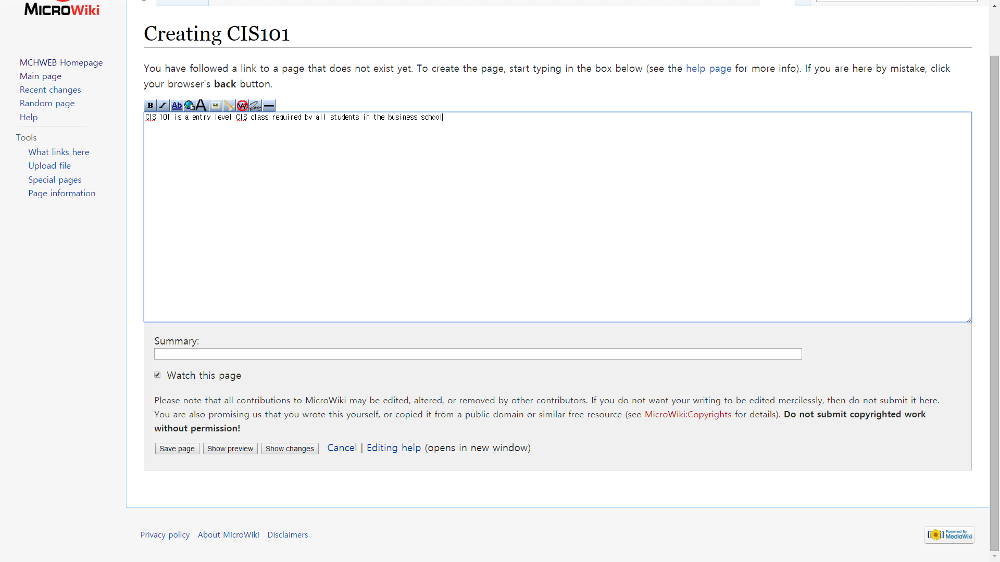 MICROWIKI
Creating CIS101
MCHWEB Homepage
Main page
Recent changes
Random page
Help
Tools
What links here
Upload file
Special pages
Page information
You have followed a link to a page that does not exist yet. To create the page, start typing in the box below (see the help page for more info). If you are here by mistake, click
your browser's back button.
B I Ab A W
CIS 101 is a entry level CIS class required by all students in the business school
Summary:
Watch this page
Please note that all contributions to MicroWiki may be edited, altered, or removed by other contributors. If you do not want your writing to be edited mercilessly, then do not submit it here.
You are also promising us that you wrote this yourself, or copied it from a public domain or similar free resource (see MicroWiki:Copyrights for details). Do not submit copyrighted work
without permission!
Save page Show preview Show changes Cancel | Editing help (opens in new window)
Privacy policy About MicroWiki Disclaimers
Powered By
MediaWiki